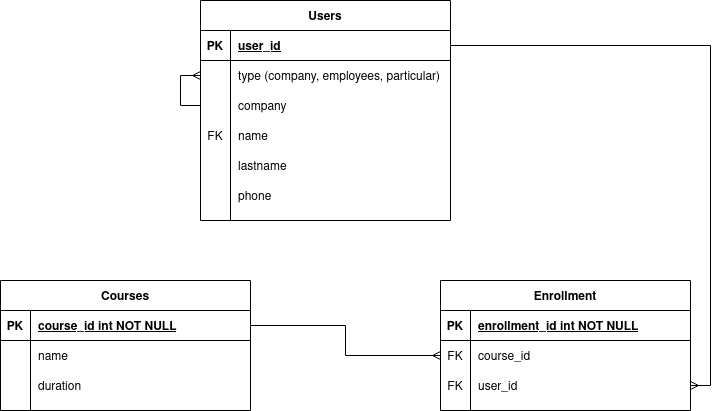 Users
PK user_id
type (company, employees, particular)
company
FK name
lastname
phone
Courses
PK course_id int NOT NULL
name
duration
Enrollment
PK enrollment_id int NOT NULL
FK course_id
FK user_id